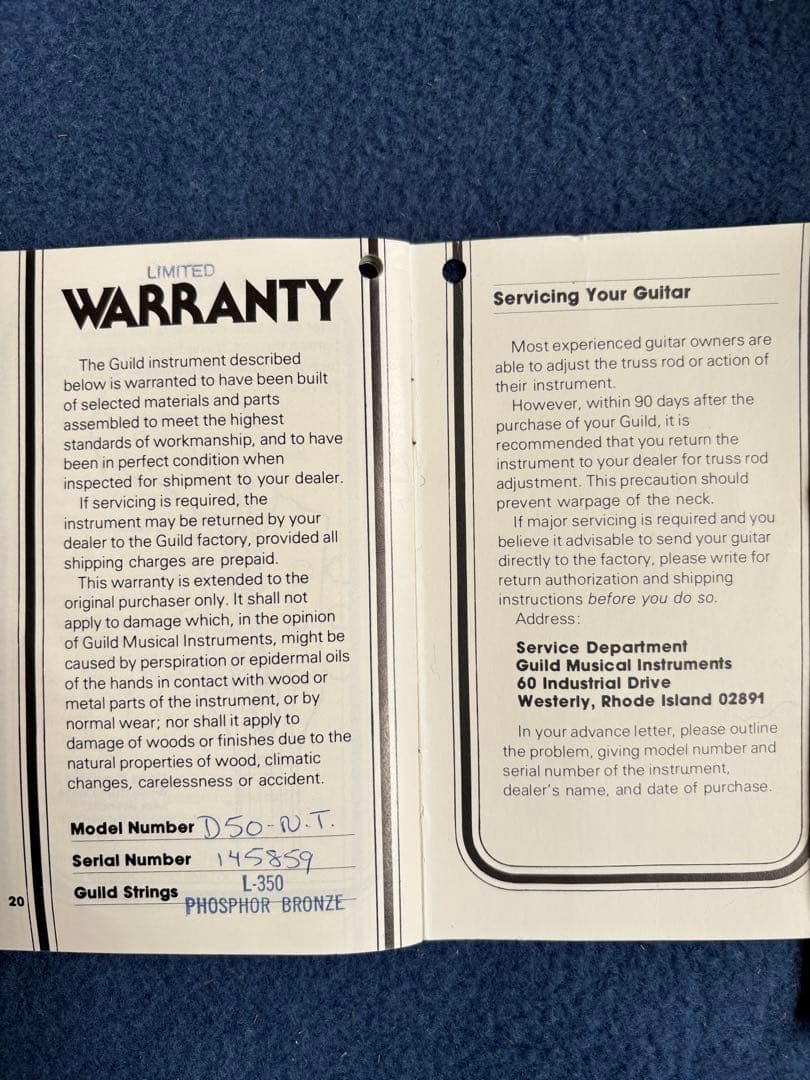 LIMITED
WARRANTY
The Guild instrument described
below is warranted to have been built
of selected materials and parts
assembled to meet the highest
standards of workmanship, and to have
been in perfect condition when
inspected for shipment to your dealer.
If servicing is required, the
instrument may be returned by your
dealer to the Guild factory, provided all
shipping charges are prepaid.
This warranty is extended to the
original purchaser only. It shall not
apply to damage which, in the opinion
of Guild Musical Instruments, might be
caused by perspiration or epidermal oils
of the hands in contact with wood or
metal parts of the instrument, or by
normal wear; nor shall it apply to
damage of woods or finishes due to the
natural properties of wood, climatic
changes, carelessness or accident.
Model Number D50-N.T.
Serial Number 145859
Guild Strings L-350
PHOSPHOR BRONZE
20
Servicing Your Guitar
Most experienced guitar owners are
able to adjust the truss rod or action of
their instrument.
However, within 90 days after the
purchase of your Guild, it is
recommended that you return the
instrument to your dealer for truss rod
adjustment. This precaution should
prevent warpage of the neck.
If major servicing is required and you
believe it advisable to send your guitar
directly to the factory, please write for
return authorization and shipping
instructions before you do so.
Address:
Service Department
Guild Musical Instruments
60 Industrial Drive
Westerly, Rhode Island 02891
In your advance letter, please outline
the problem, giving model number and
serial number of the instrument,
dealer's name, and date of purchase.